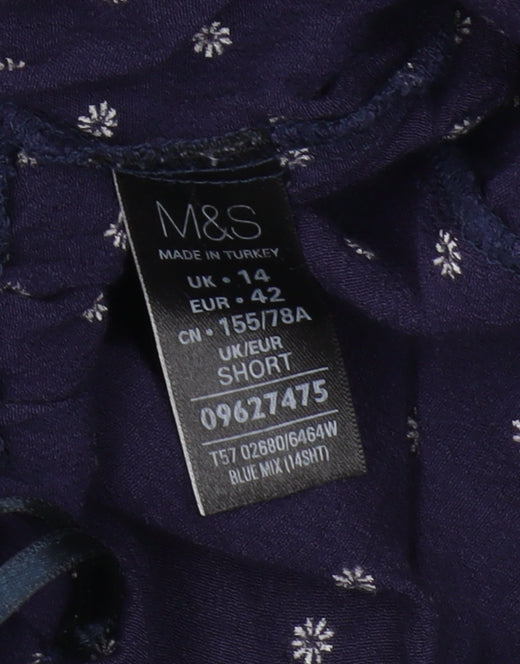 M&S
MADE IN TURKEY
UK • 14
EUR • 42
CN • 155/78A
UK/EUR
SHORT
09627475
T57 02680/6464W
BLUE MIX (14SHT)